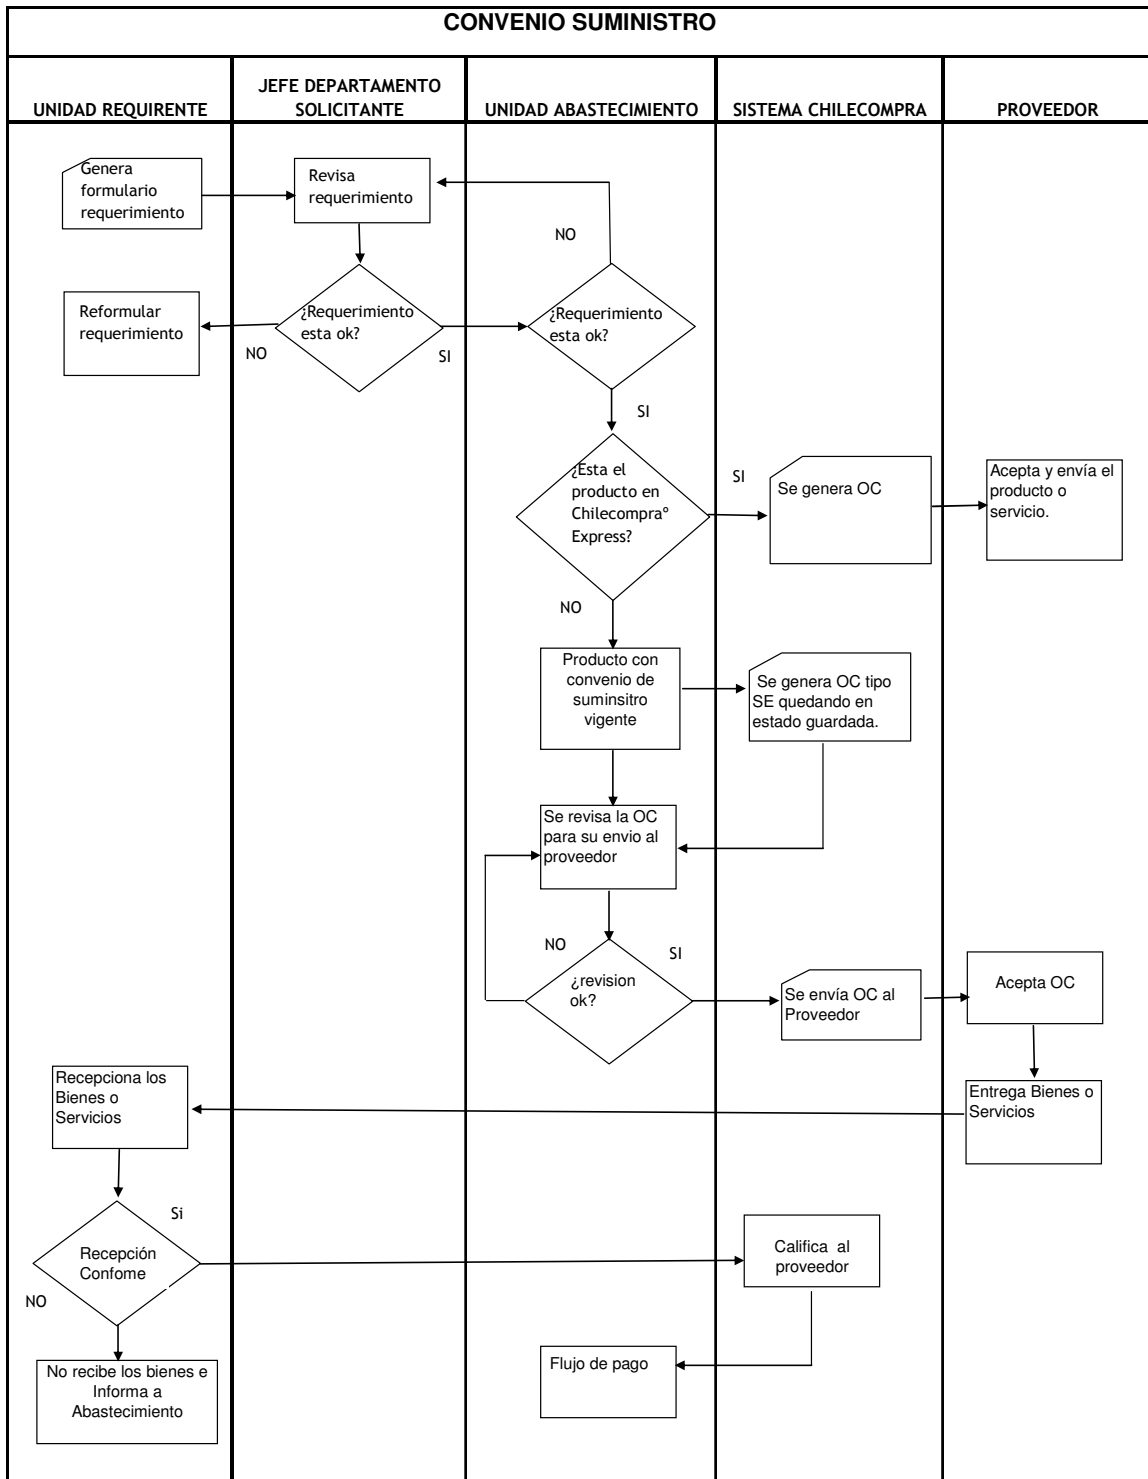 CONVENIO SUMINISTRO
UNIDAD REQUIRENTE
JEFE DEPARTAMENTO
SOLICITANTE
UNIDAD ABASTECIMIENTO
SISTEMA CHILECOMPRA
PROVEEDOR
Genera
formulario
requerimiento
Revisa
requerimiento
NO
Reformular
requerimiento
NO
¿Requerimiento
esta ok?
SI
¿Requerimiento
esta ok?
SI
¿Esta el
producto en
Chilecompraº
Express?
SI
Se genera OC
Acepta y envía el
producto o
servicio.
NO
Producto con
convenio de
suminsitro
vigente
Se genera OC tipo
SE quedando en
estado guardada.
Se revisa la OC
para su envio al
proveedor
NO
SI
¿revision
ok?
Se envía OC al
Proveedor
Acepta OC
Entrega Bienes o
Servicios
Recepciona los
Bienes o
Servicios
Si
Recepción
Confome
NO
Califica al
proveedor
Flujo de pago
No recibe los bienes e
Informa a
Abastecimiento